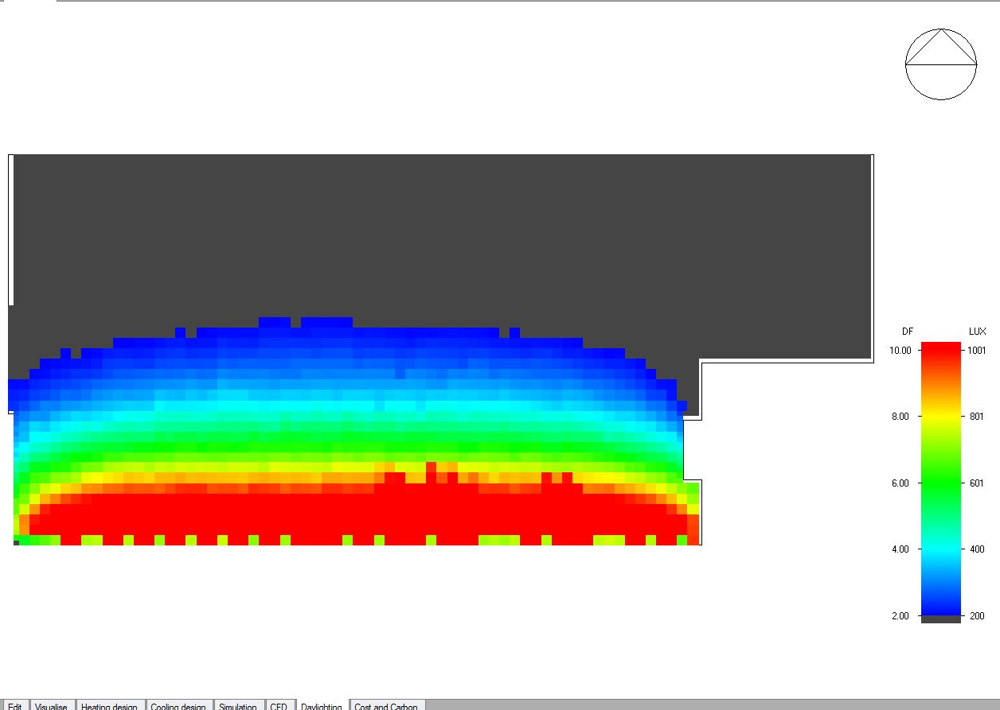 DF LUX
10.00 1001
8.00 801
6.00 601
4.00 400
2.00 200
Edit Visualise Heating design Cooling design Simulation CFD Daylighting Cost and Carbon